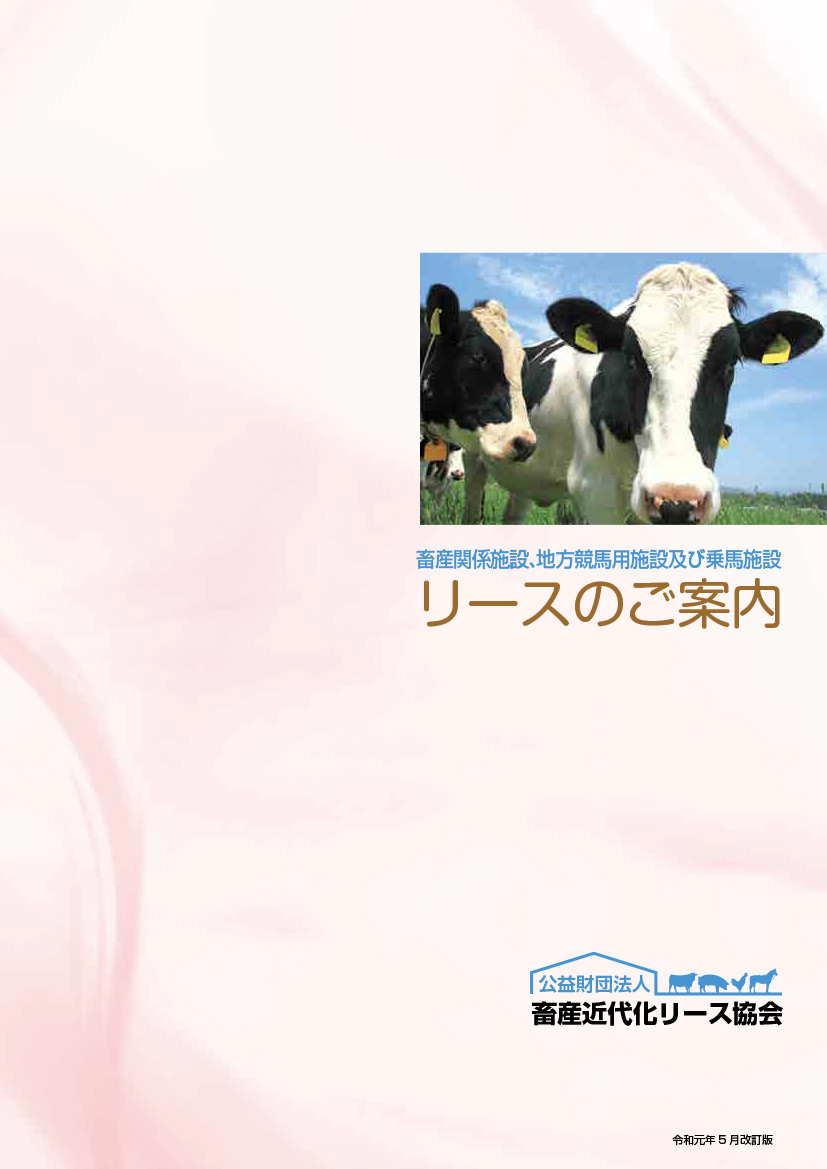 畜産関係施設、地方競馬用施設及び乗馬施設
リースのご案内
公益財団法人
畜産近代化リース協会
令和元年5月改訂版